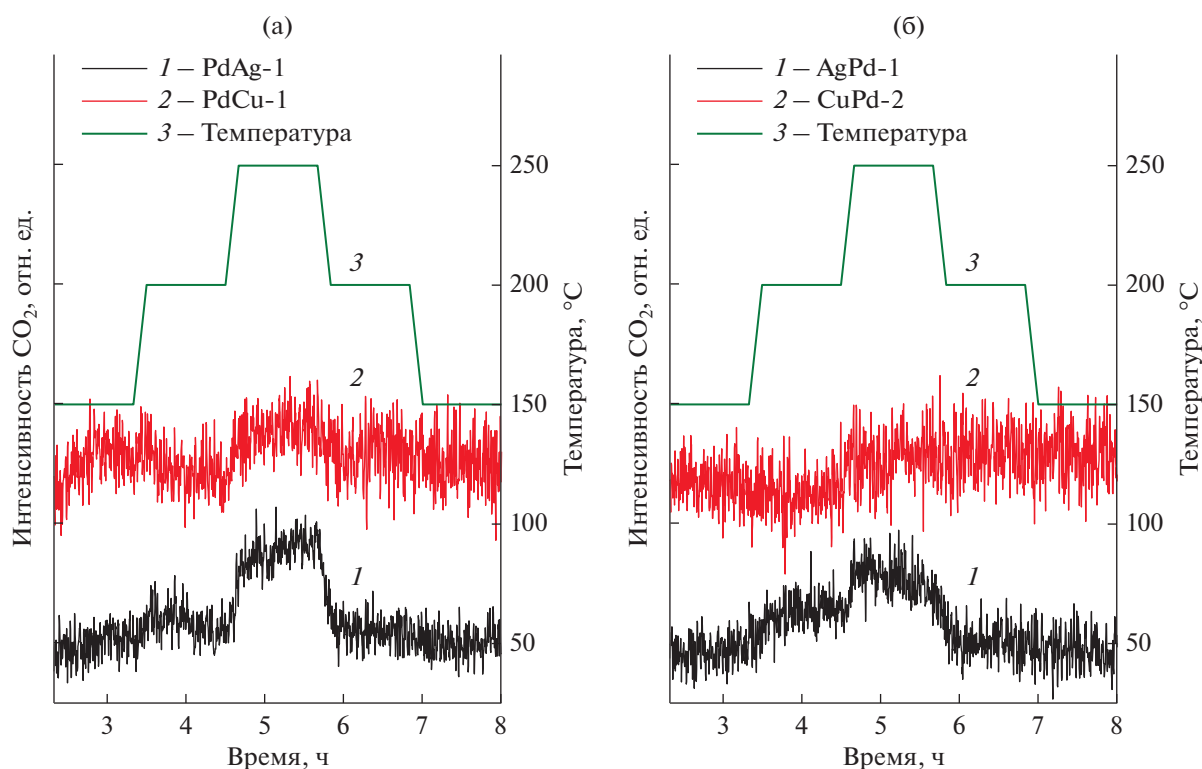 (а)
1 – PdAg-1
2 – PdCu-1
3 – Температура
Интенсивность CO₂, отн. ед.
250
200
150
100
50
Температура, °C
3
2
1
3 4 5 6 7 8
Время, ч
(б)
1 – AgPd-1
2 – CuPd-2
3 – Температура
Интенсивность CO₂, отн. ед.
250
200
150
100
50
Температура, °C
3
2
1
3 4 5 6 7 8
Время, ч